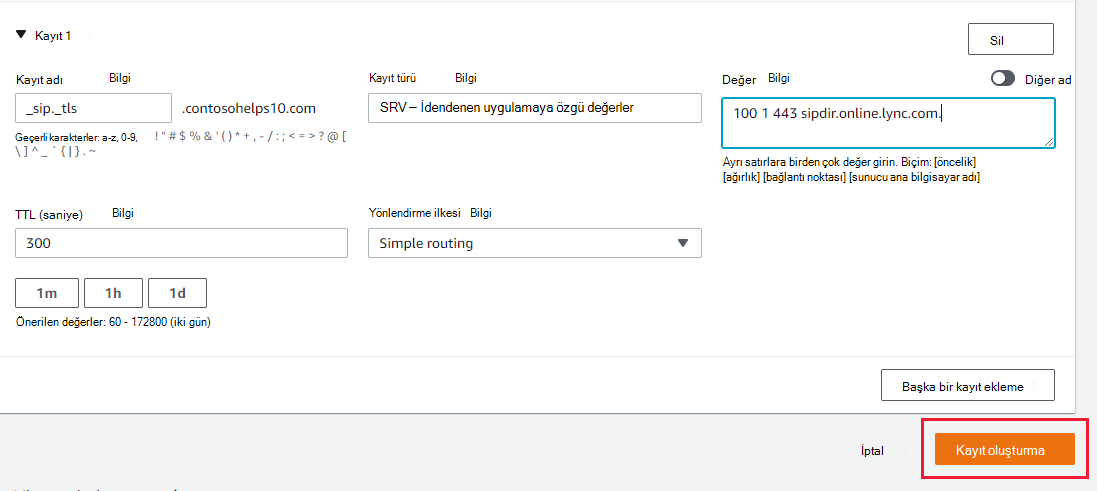 Kayıt 1
Sil
Kayıt adı Bilgi
Kayıt türü Bilgi
Değer Bilgi
Diğer ad
_sip._tls
.contosohelps10.com
SRV – İdendenen uygulamaya özgü değerler
100 1 443 sipdir.online.lync.com.
Geçerli karakterler: a-z, 0-9, ! " # $ % & ' ( ) * + , - / : ; < = > ? @ [
\ ] ^ _ ` { | } . ~
Ayrı satırlara birden çok değer girin. Biçim: [öncelik]
[ağırlık] [bağlantı noktası] [sunucu ana bilgisayar adı]
TTL (saniye) Bilgi
Yönlendirme ilkesi Bilgi
300
Simple routing
1m
1h
1d
Önerilen değerler: 60 - 172800 (iki gün)
Başka bir kayıt ekleme
İptal
Kayıt oluşturma